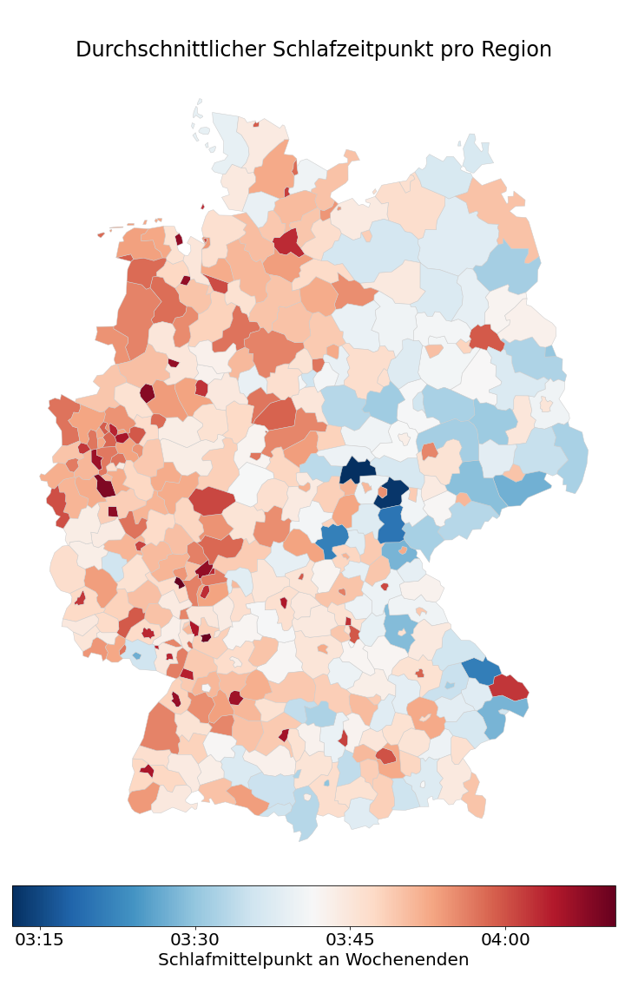 Durchschnittlicher Schlafzeitpunkt pro Region
03:15 03:30 03:45 04:00
Schlafmittelpunkt an Wochenenden